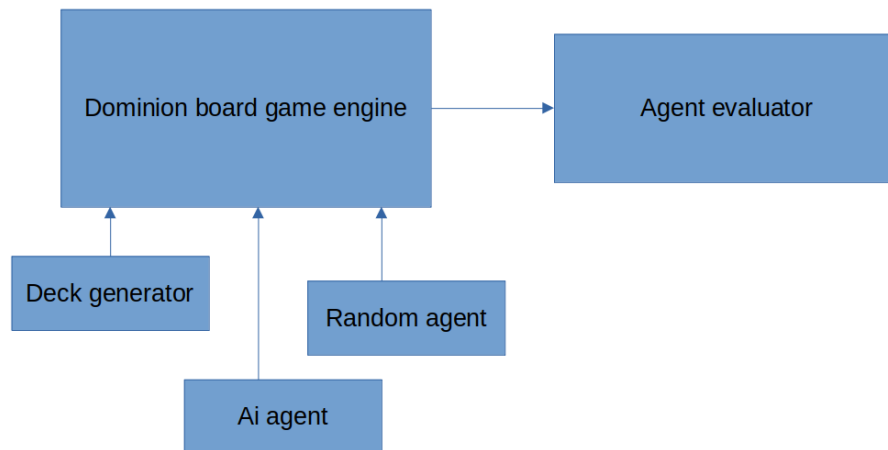 Dominion board game engine
Agent evaluator
Deck generator
Random agent
Ai agent